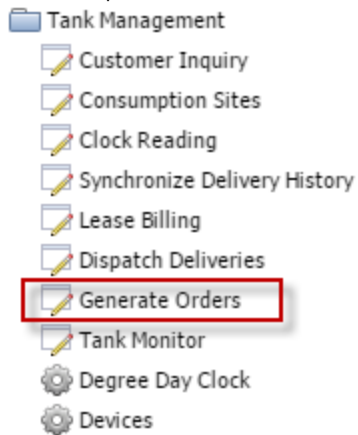 Tank Management
Customer Inquiry
Consumption Sites
Clock Reading
Synchronize Delivery History
Lease Billing
Dispatch Deliveries
Generate Orders
Tank Monitor
Degree Day Clock
Devices